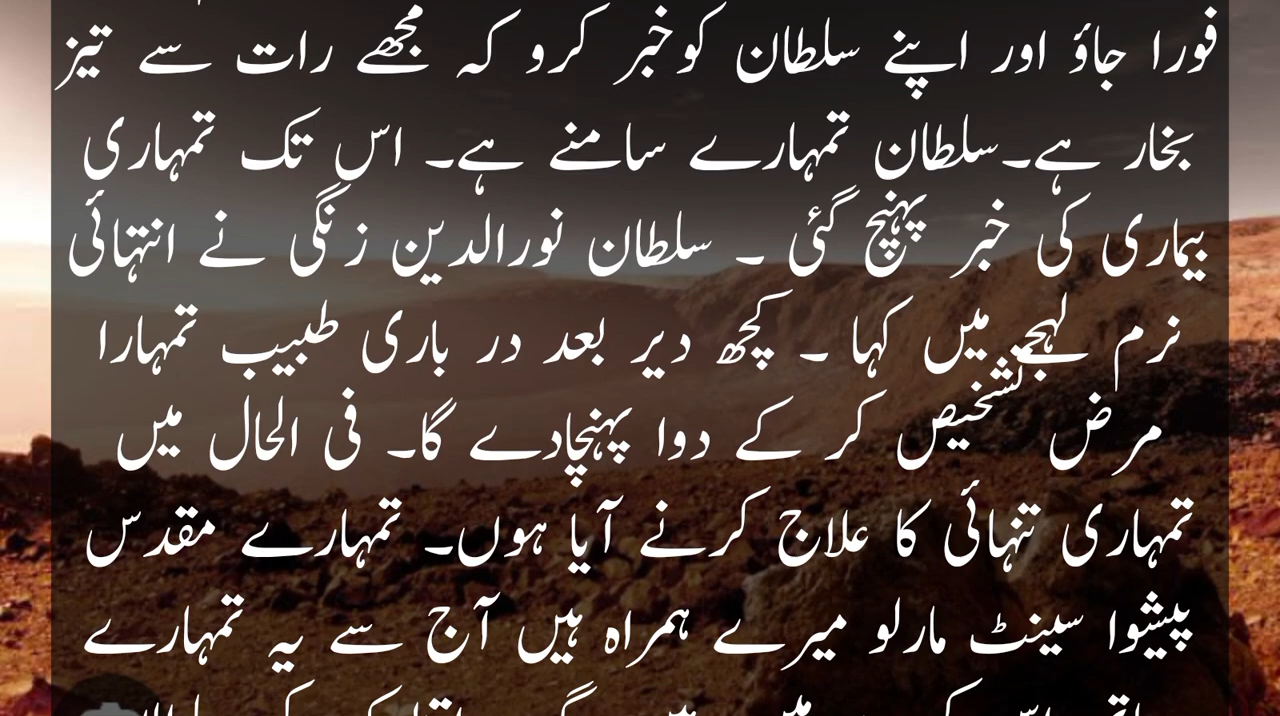 فورا جاؤ اور اپنے سلطان کو خبر کرو کہ مجھے رات سے تیز
بخار ہے۔ سلطان تمہارے سامنے ہے۔ اس تک تمہاری
بیماری کی خبر پہنچ گئی ۔ سلطان نورالدین زنگی نے انتہائی
نرم لہجے میں کہا ۔ کچھ دیر بعد در باری طبیب تمہارا
مرض تشخیص کر کے دوا پہنچادے گا۔ فی الحال میں
تمہاری تنہائی کا علاج کرنے آیا ہوں۔ تمہارے مقدس
پیشوا سینٹ مارلو میرے ہمراہ ہیں آج سے یہ تمہارے